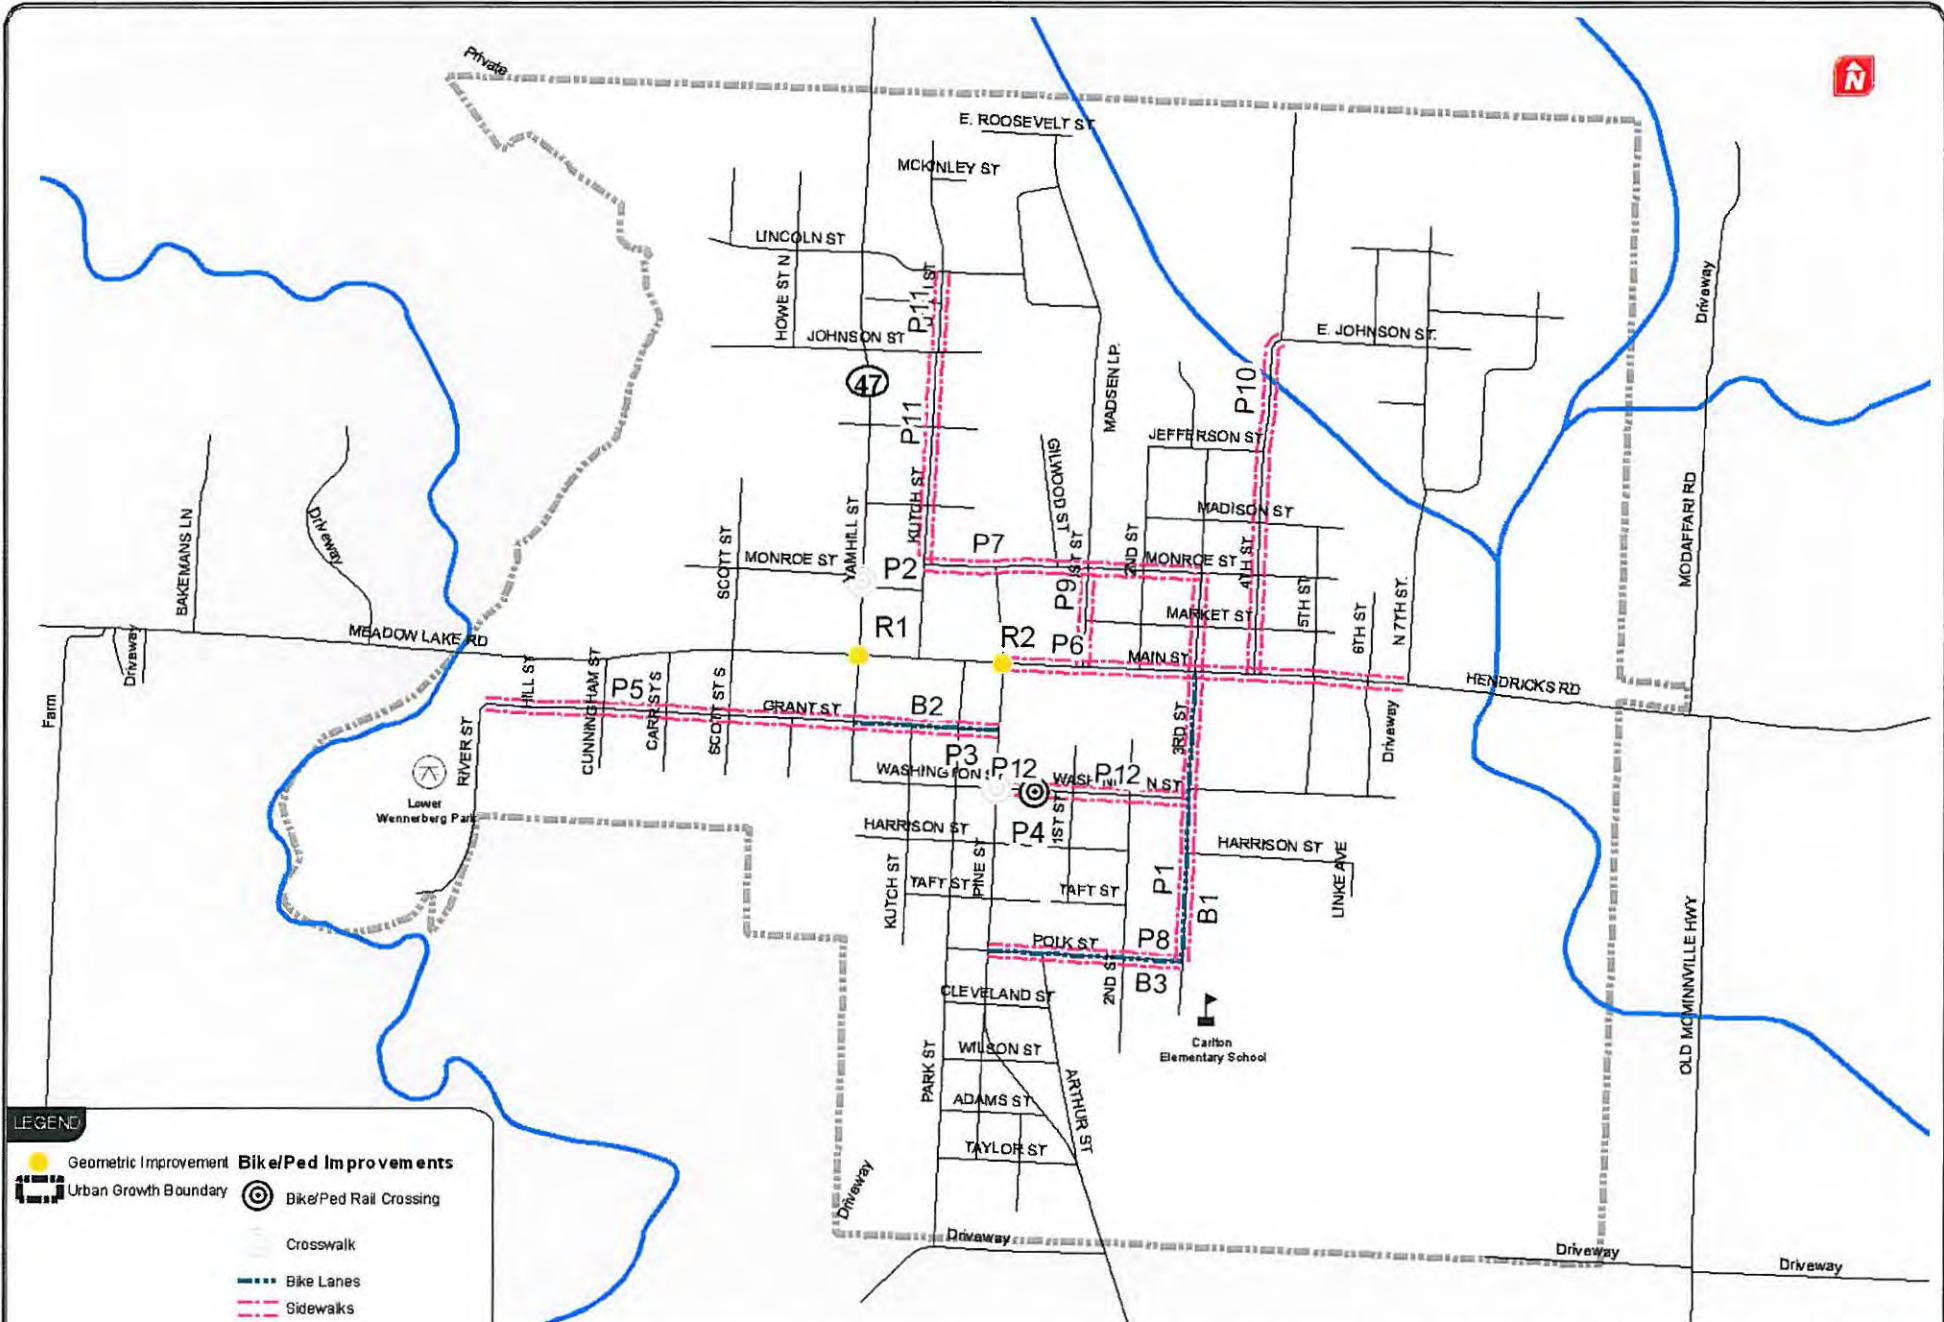 Private
N
E. ROOSEVELT ST
MCKINLEY ST
LINCOLN ST
HOWE ST N
ST
P11
JOHNSON ST
47
MADSEN LP.
E. JOHNSON ST.
Driveway
P10
P11
JEFFERSON ST
GILWOOD ST
BAKEMANS LN
Driveway
SCOTT ST
YAMHILL ST
KUTCH ST
MADISON ST
MODAFFARI RD
MONROE ST
P2
P7
1ST ST
2ND ST
MONROE ST
4TH ST
P9
5TH ST
6TH ST
N 7TH ST.
MARKET ST
MEADOW LAKE RD
R1
R2
P6
MAIN ST
HENDRICKS RD
Driveway
Farm
HILL ST
CUNNINGHAM ST
P5
CARR ST S
SCOTT ST S
GRANT ST
B2
3RD ST
Driveway
RIVER ST
P3
WASHINGTON ST
P12
P12
N ST
Lower
Wennerberg Park
HARRISON ST
P4
1ST ST
HARRISON ST
LINKE AVE
KUTCH ST
TAFT ST
PINE ST
TAFT ST
P1
B1
POLK ST
P8
B3
2ND ST
CLEVELAND ST
Carlton
Elementary School
OLD MCMINNVILLE HWY
PARK ST
WILSON ST
ADAMS ST
ARTHUR ST
TAYLOR ST
Driveway
Driveway
Driveway
Driveway
LEGEND
Geometric Improvement
Urban Growth Boundary
Bike/Ped Improvements
Bike/Ped Rail Crossing
Crosswalk
Bike Lanes
Sidewalks